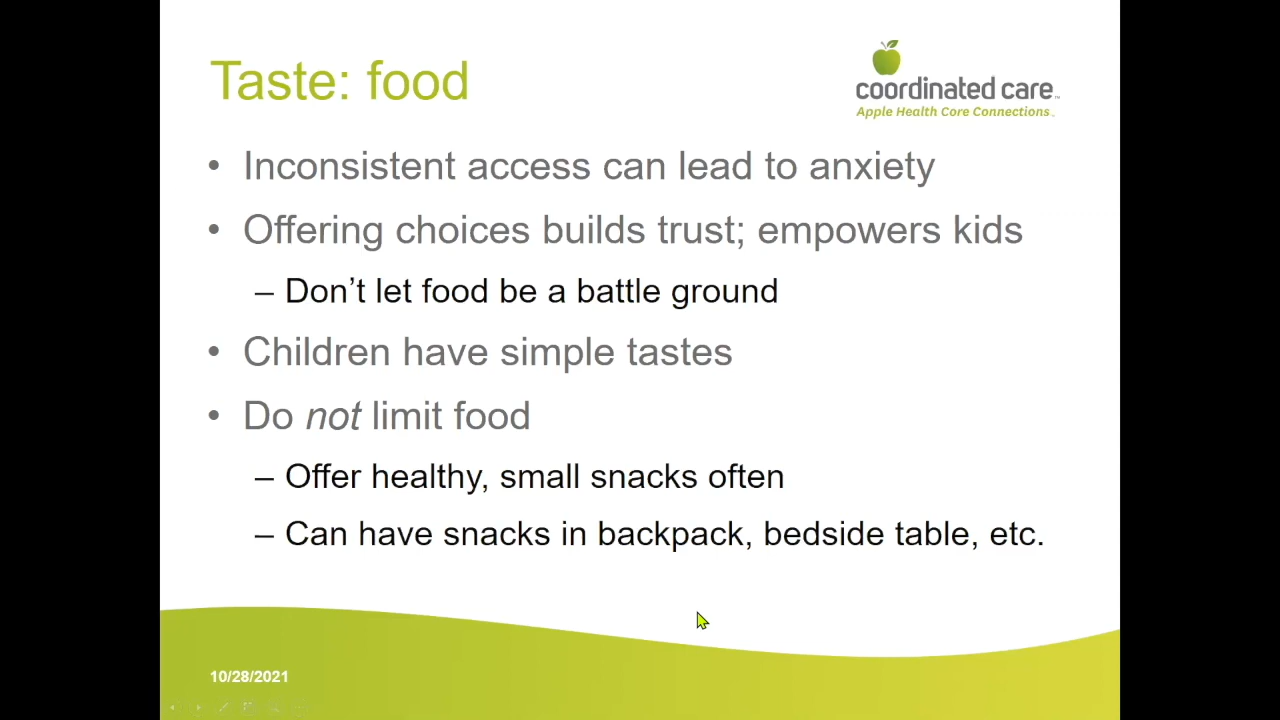 Taste: food
coordinated care™
Apple Health Core Connections™
• Inconsistent access can lead to anxiety
• Offering choices builds trust; empowers kids
– Don’t let food be a battle ground
• Children have simple tastes
• Do not limit food
– Offer healthy, small snacks often
– Can have snacks in backpack, bedside table, etc.
10/28/2021